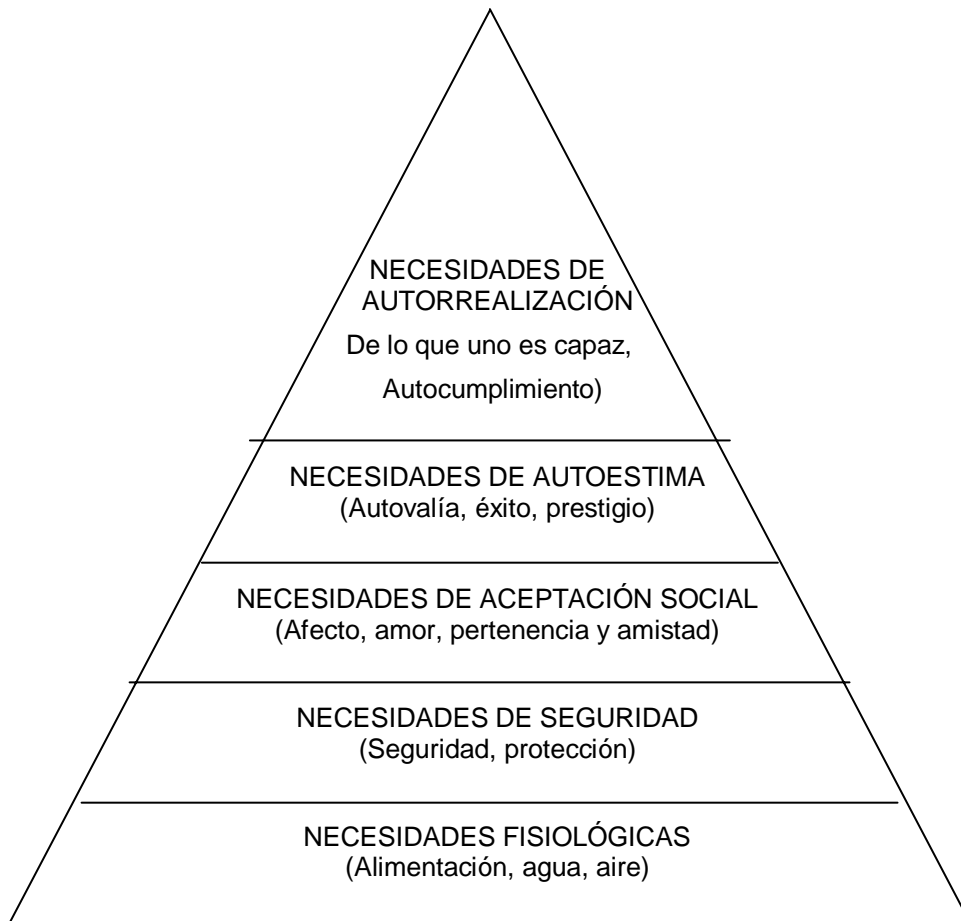 NECESIDADES DE
AUTORREALIZACIÓN
De lo que uno es capaz,
Autocumplimiento)
NECESIDADES DE AUTOESTIMA
(Autovalía, éxito, prestigio)
NECESIDADES DE ACEPTACIÓN SOCIAL
(Afecto, amor, pertenencia y amistad)
NECESIDADES DE SEGURIDAD
(Seguridad, protección)
NECESIDADES FISIOLÓGICAS
(Alimentación, agua, aire)